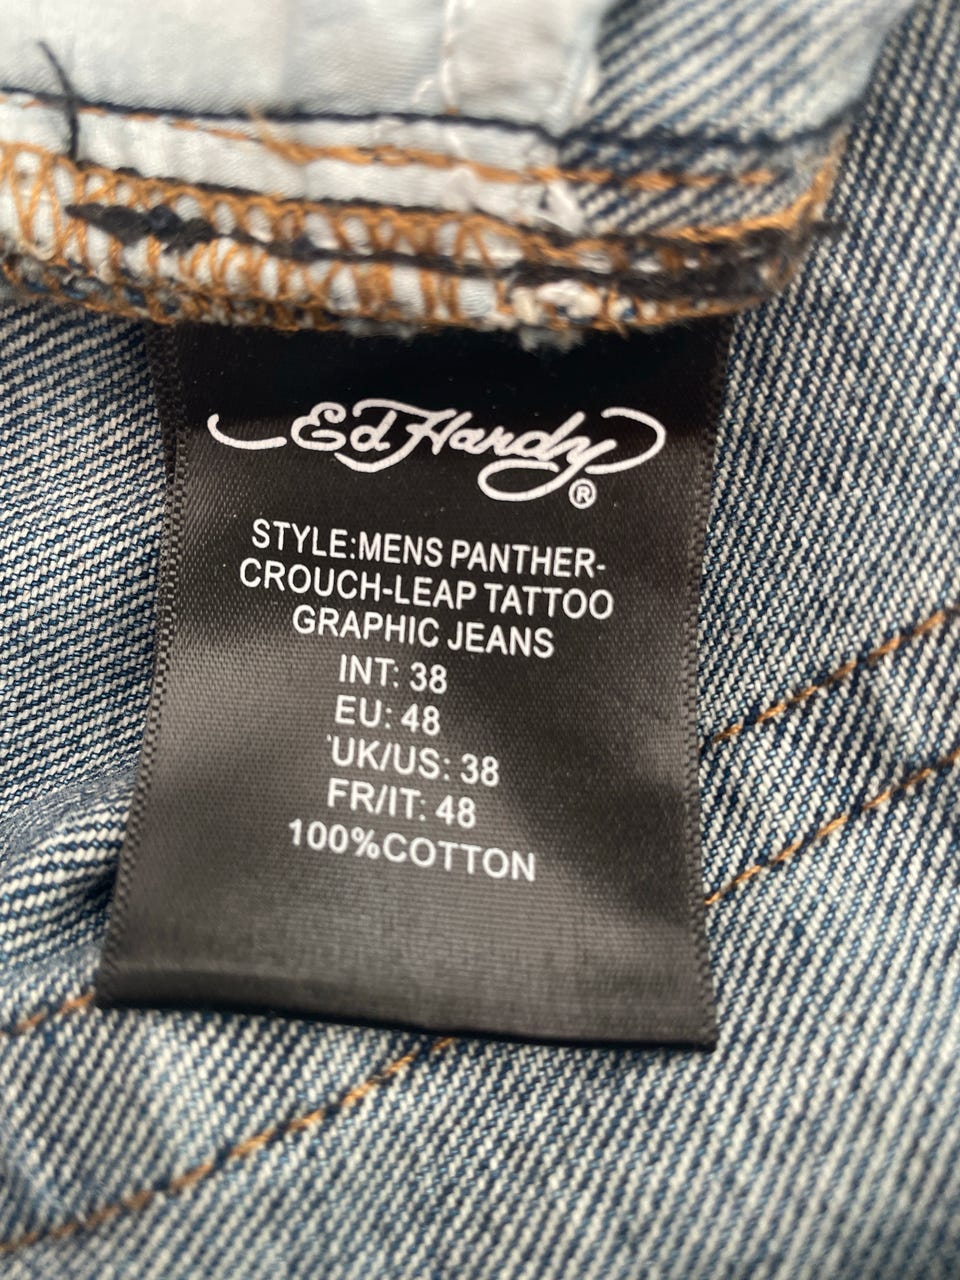 Ed Hardy
®
STYLE:MENS PANTHER-
CROUCH-LEAP TATTOO
GRAPHIC JEANS
INT: 38
EU: 48
UK/US: 38
FR/IT: 48
100%COTTON